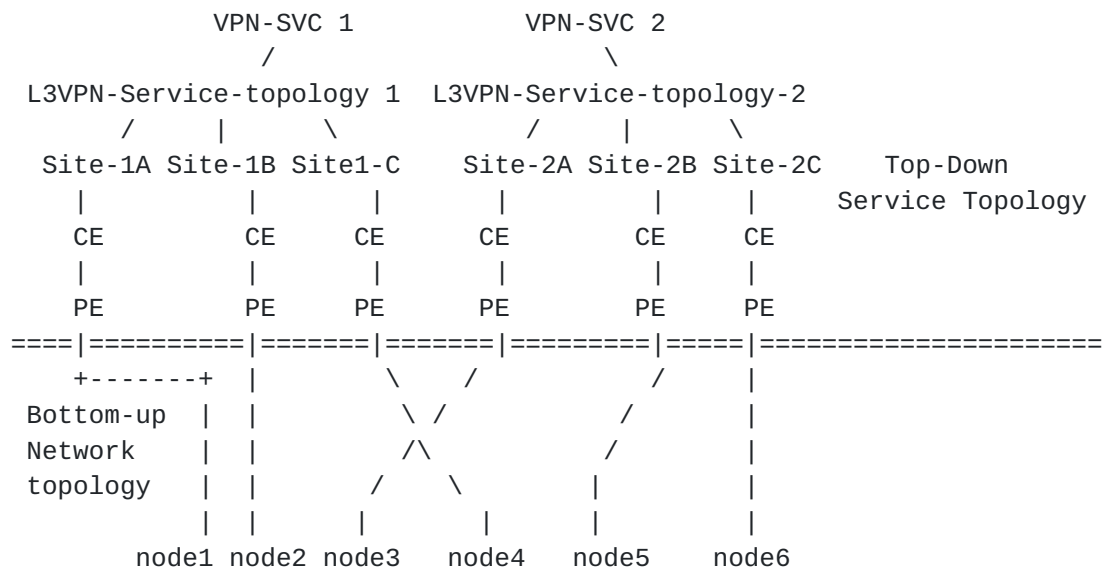 VPN-SVC 1 VPN-SVC 2
L3VPN-Service-topology 1 L3VPN-Service-topology-2
Site-1A Site-1B Site1-C Site-2A Site-2B Site-2C Top-Down
Service Topology
CE CE CE CE CE CE
PE PE PE PE PE PE
Bottom-up
Network
topology
node1 node2 node3 node4 node5 node6